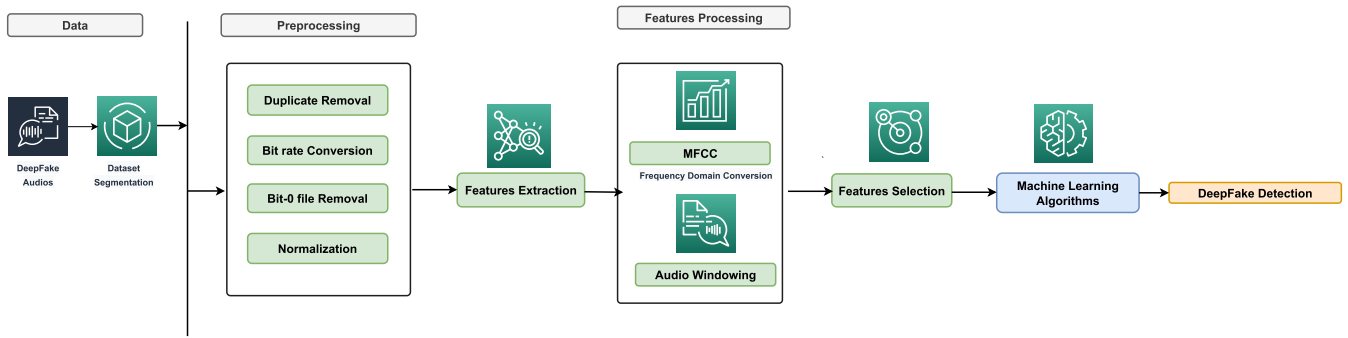 Data
Preprocessing
Features Processing
DeepFake
Audios
Dataset
Segmentation
Duplicate Removal
Bit rate Conversion
Bit-0 file Removal
Normalization
Features Extraction
MFCC
Frequency Domain Conversion
Audio Windowing
Features Selection
Machine Learning
Algorithms
DeepFake Detection